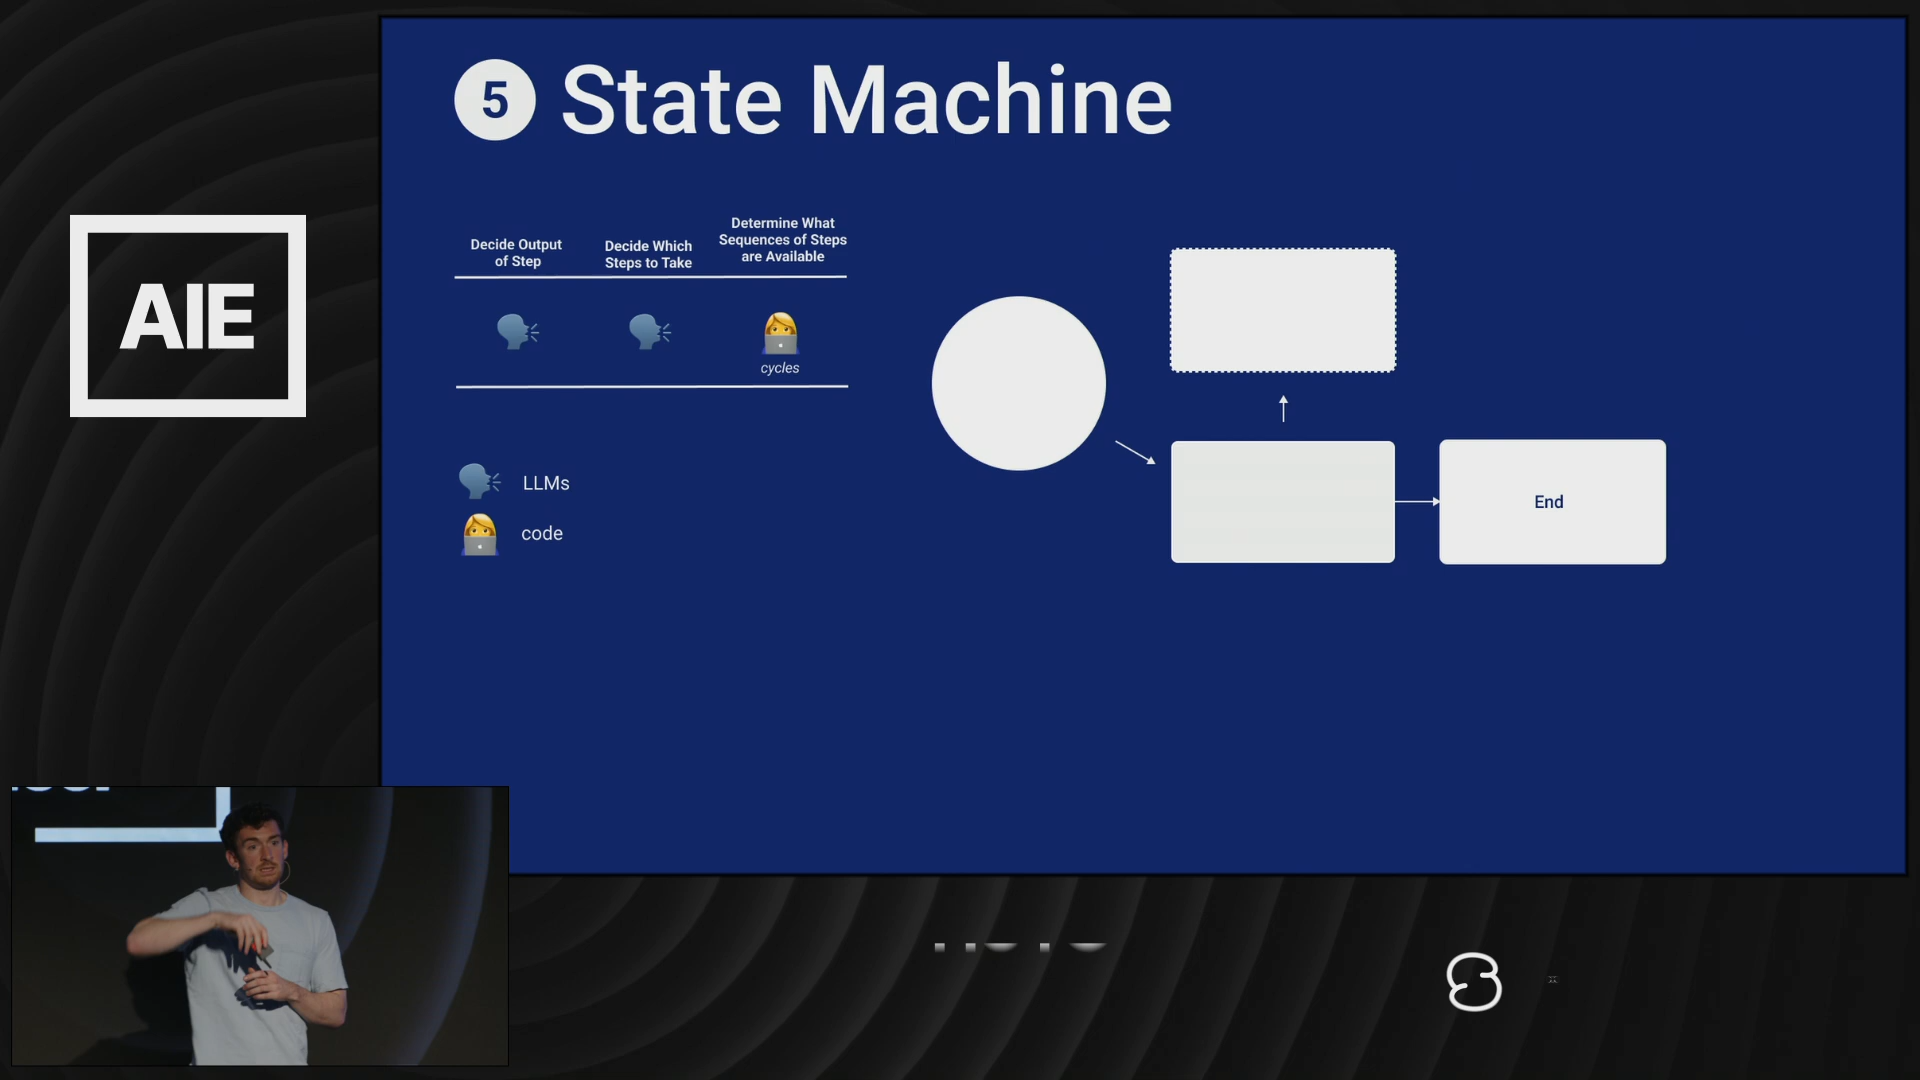 5 State Machine
Decide Output
of Step
Decide Which
Steps to Take
Determine What
Sequences of Steps
are Available
cycles
LLMs
code
End
AIE